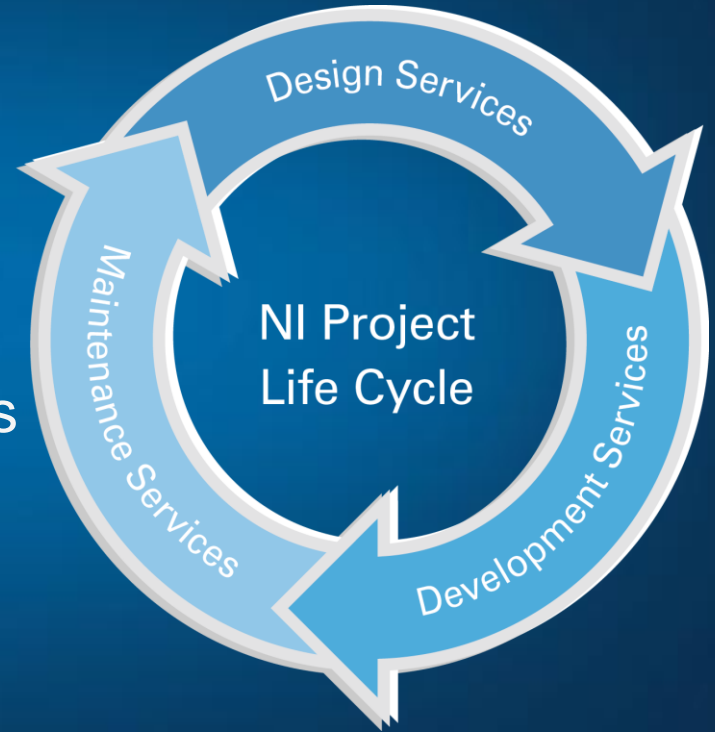 Design Services
NI Project
Life Cycle
Development Services
Maintenance Services
s